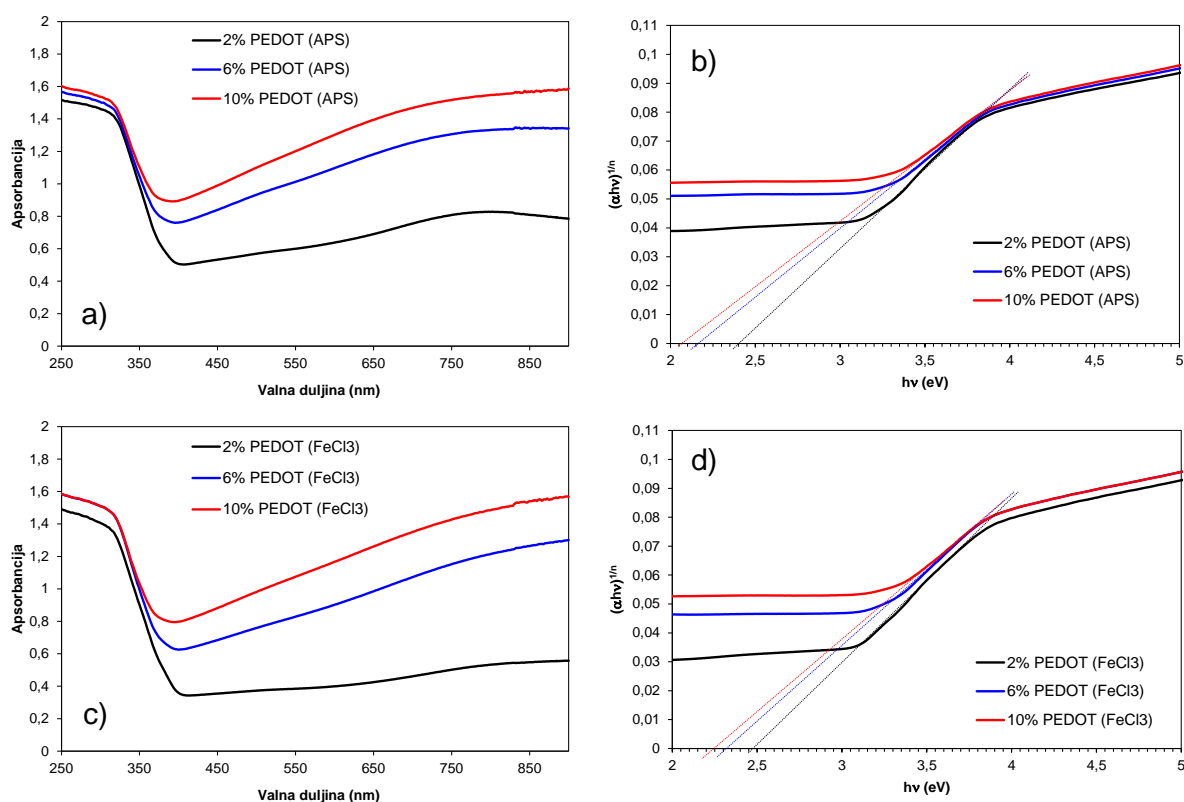 2% PEDOT (APS)
6% PEDOT (APS)
10% PEDOT (APS)
a)
Apsorbancija
2
1,8
1,6
1,4
1,2
1
0,8
0,6
0,4
0,2
0
250 350 450 550 650 750 850
Valna duljina (nm)
b)
(αhν)1/n
0,11
0,1
0,09
0,08
0,07
0,06
0,05
0,04
0,03
0,02
0,01
0
2% PEDOT (APS)
6% PEDOT (APS)
10% PEDOT (APS)
2 2,5 3 3,5 4 4,5 5
hν (eV)
2% PEDOT (FeCl3)
6% PEDOT (FeCl3)
10% PEDOT (FeCl3)
c)
Apsorbancija
2
1,8
1,6
1,4
1,2
1
0,8
0,6
0,4
0,2
0
250 350 450 550 650 750 850
Valna duljina (nm)
d)
(αhν)1/n
0,11
0,1
0,09
0,08
0,07
0,06
0,05
0,04
0,03
0,02
0,01
0
2% PEDOT (FeCl3)
6% PEDOT (FeCl3)
10% PEDOT (FeCl3)
2 2,5 3 3,5 4 4,5 5
hν (eV)